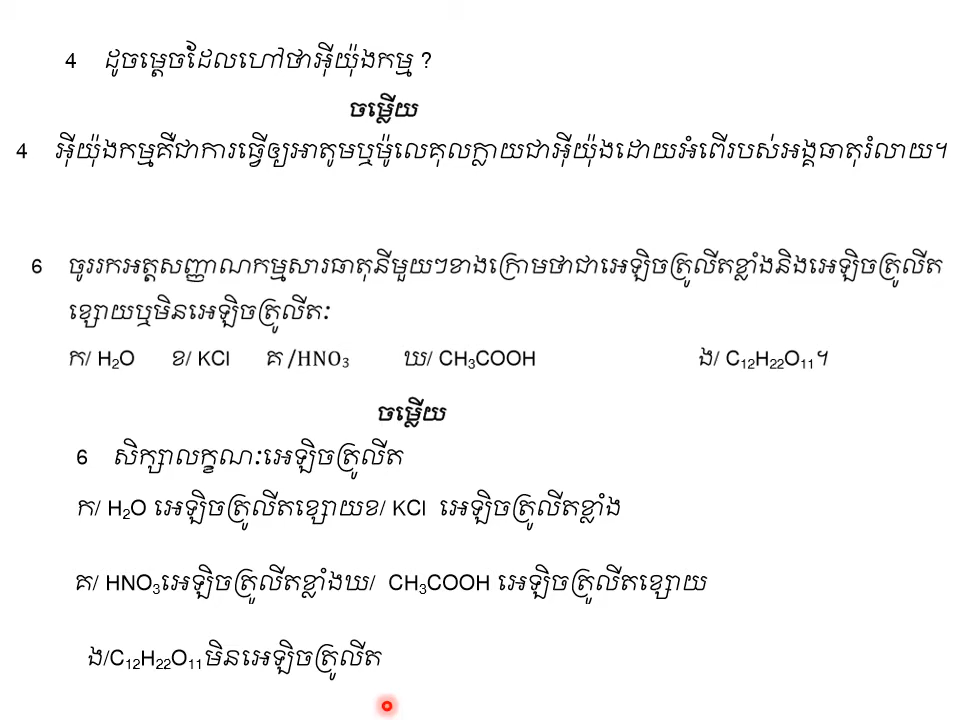 4 ដូចម្ដេចដែលហៅថាអ៊ីយ៉ុងកម្ម ?
ចម្លើយ
4 អ៊ីយ៉ុងកម្មគឺជាការធ្វើឲ្យអាតូមឬម៉ូលេគុលក្លាយជាអ៊ីយ៉ុងដោយអំពើរបស់អង្គធាតុរំលាយ។
6 ចូររកអត្តសញ្ញាណកម្មសារធាតុនីមួយៗខាងក្រោមថាជាអេឡិចត្រូលីតខ្លាំងនិងអេឡិចត្រូលីត
ខ្សោយឬមិនអេឡិចត្រូលីតៈ
ក/ H₂O ខ/ KCl គ /HNO₃ ឃ/ CH₃COOH ង/ C₁₂H₂₂O₁₁។
ចម្លើយ
6 សិក្សាលក្ខណៈអេឡិចត្រូលីត
ក/ H₂O អេឡិចត្រូលីតខ្សោយខ/ KCl អេឡិចត្រូលីតខ្លាំង
គ/ HNO₃អេឡិចត្រូលីតខ្លាំងឃ/ CH₃COOH អេឡិចត្រូលីតខ្សោយ
ង/C₁₂H₂₂O₁₁មិនអេឡិចត្រូលីត